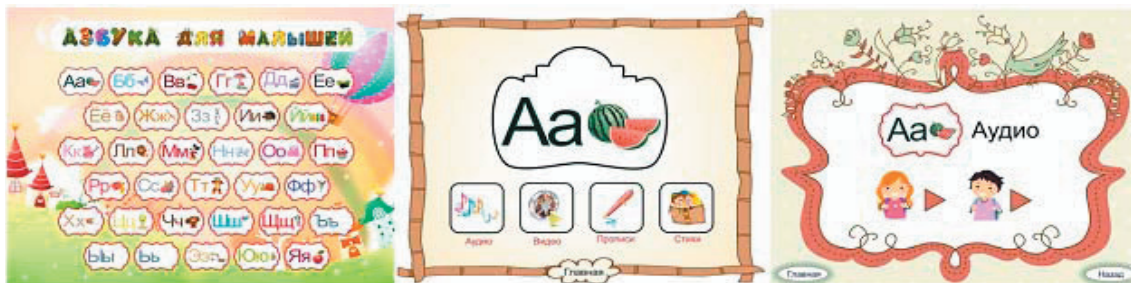 АЗБУКА ДЛЯ МАЛЫШЕЙ
Аа Бб Вв Гг Дд Ее
Ёё Жж Зз Ии Йй
Кк Лл Мм Нн Оо Пп
Рр Сс Тт Уу Фф
Хх Цц Чч Шш Щщ Ъъ
Ыы Ьь Ээ Юю Яя
Аа
Аудио Видео Прописи Стихи
Главная
Аа Аудио
Главная Назад